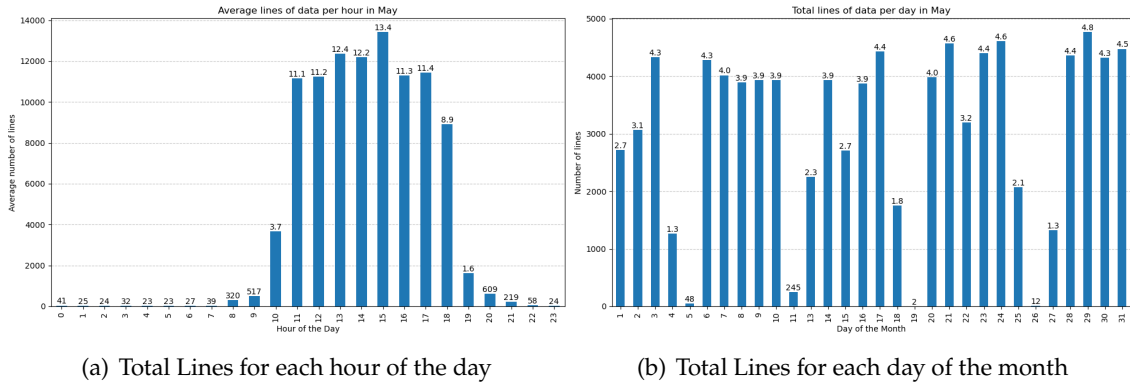 Average lines of data per hour in May
14000
12000
10000
8000
6000
4000
2000
0
Average number of lines
41 25 24 32 23 23 27 39 320 517 3.7 11.1 11.2 12.4 12.2 13.4 11.3 11.4 8.9 1.6 609 219 58 24
0 1 2 3 4 5 6 7 8 9 10 11 12 13 14 15 16 17 18 19 20 21 22 23
Hour of the Day
(a) Total Lines for each hour of the day
Total lines of data per day in May
5000
4000
3000
2000
1000
0
Number of lines
2.7 3.1 4.3 1.3 48 4.3 4.0 3.9 3.9 3.9 245 2.3 3.9 2.7 3.9 4.4 1.8 2 4.0 4.6 3.2 4.4 4.6 2.1 12 1.3 4.4 4.8 4.3 4.5
1 2 3 4 5 6 7 8 9 10 11 13 14 15 16 17 18 19 20 21 22 23 24 25 26 27 28 29 30 31
Day of the Month
(b) Total Lines for each day of the month